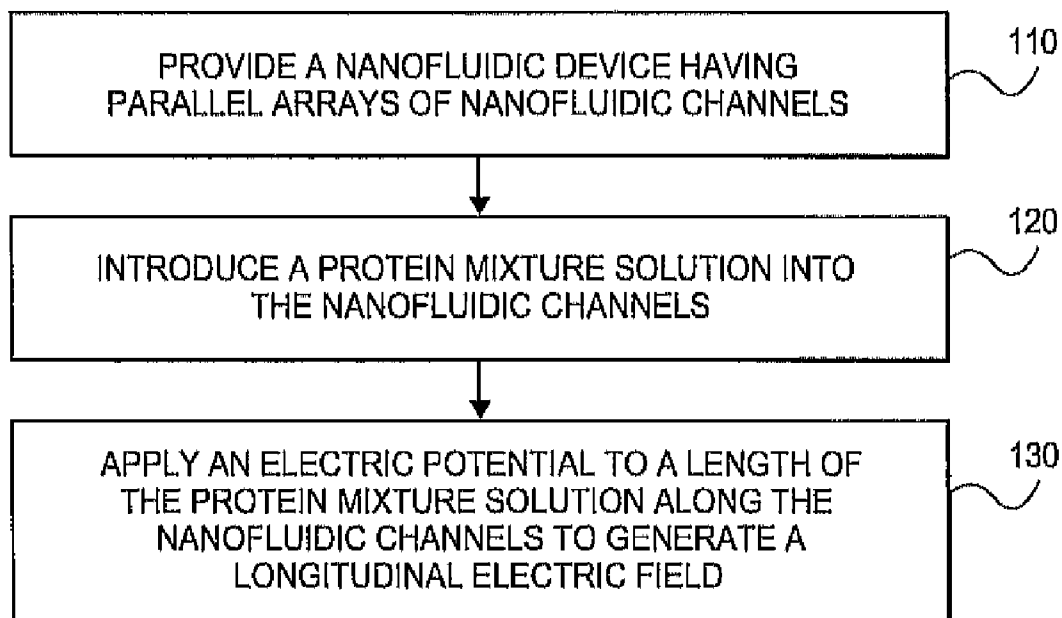 PROVIDE A NANOFLUIDIC DEVICE HAVING
PARALLEL ARRAYS OF NANOFLUIDIC CHANNELS
110
INTRODUCE A PROTEIN MIXTURE SOLUTION INTO
THE NANOFLUIDIC CHANNELS
120
APPLY AN ELECTRIC POTENTIAL TO A LENGTH OF
THE PROTEIN MIXTURE SOLUTION ALONG THE
NANOFLUIDIC CHANNELS TO GENERATE A
LONGITUDINAL ELECTRIC FIELD
130